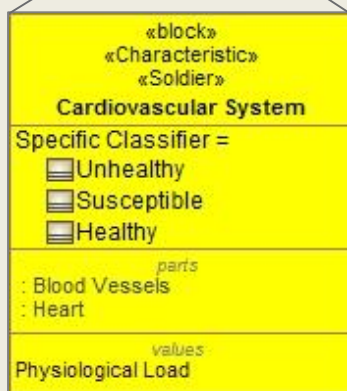 «block»
«Characteristic»
«Soldier»
Cardiovascular System
Specific Classifier =
Unhealthy
Susceptible
Healthy
parts
: Blood Vessels
: Heart
values
Physiological Load